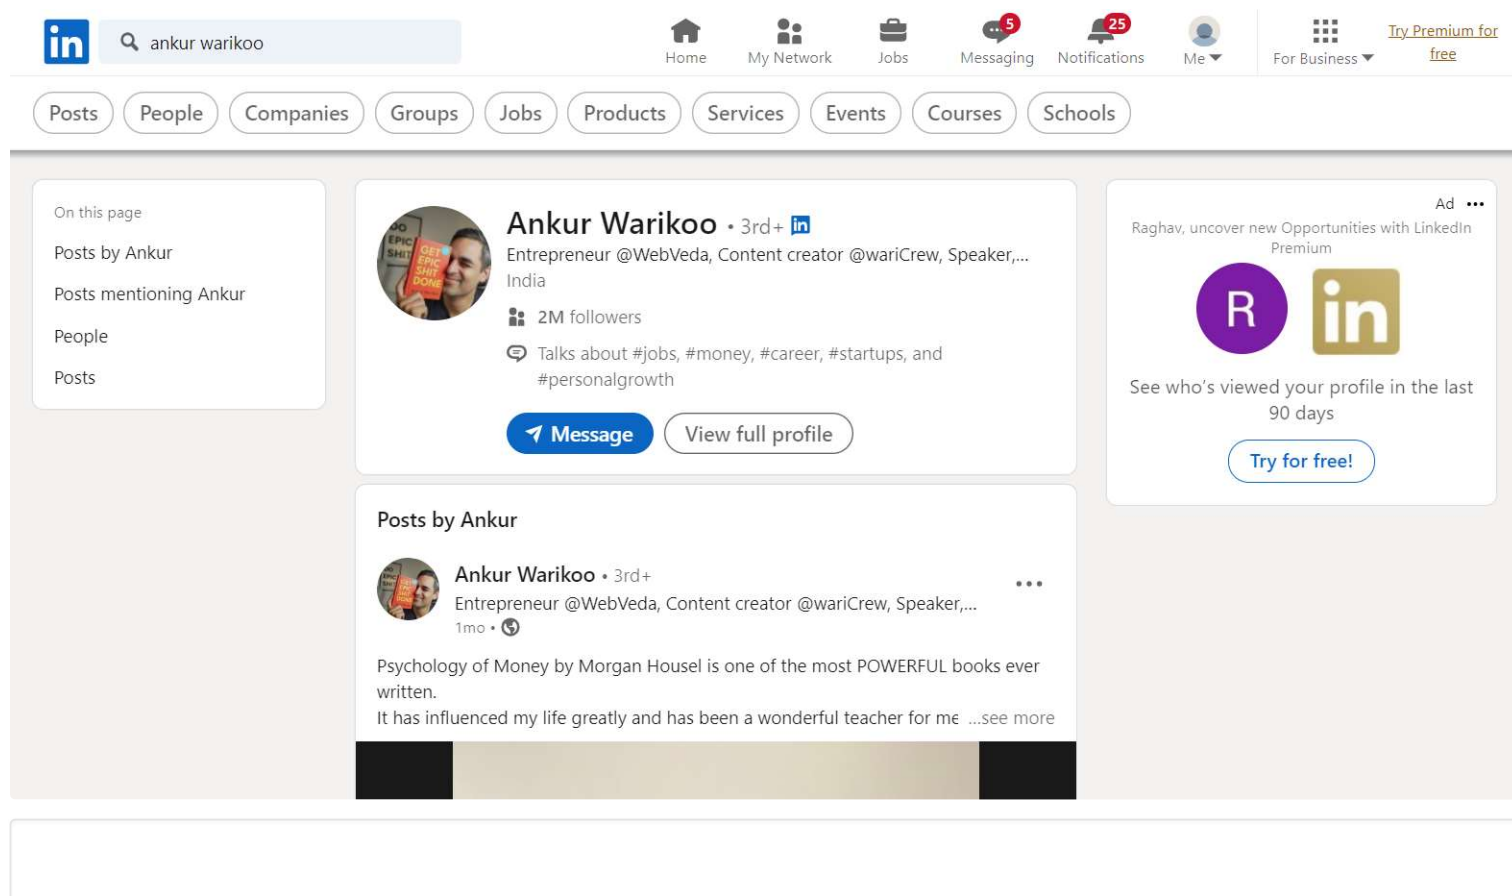 in
ankur warikoo
Home
My Network
Jobs
5
Messaging
25
Notifications
Me
For Business
Try Premium for
free
Posts
People
Companies
Groups
Jobs
Products
Services
Events
Courses
Schools
On this page
Posts by Ankur
Posts mentioning Ankur
People
Posts
GET
EPIC
SHIT
DONE
Ankur Warikoo • 3rd+ in
Entrepreneur @WebVeda, Content creator @wariCrew, Speaker,...
India
2M followers
Talks about #jobs, #money, #career, #startups, and
#personalgrowth
Message
View full profile
Posts by Ankur
Ankur Warikoo • 3rd+
Entrepreneur @WebVeda, Content creator @wariCrew, Speaker,...
1mo •
Psychology of Money by Morgan Housel is one of the most POWERFUL books ever
written.
It has influenced my life greatly and has been a wonderful teacher for me ...see more
Ad
Raghav, uncover new Opportunities with LinkedIn
Premium
R
in
See who's viewed your profile in the last
90 days
Try for free!